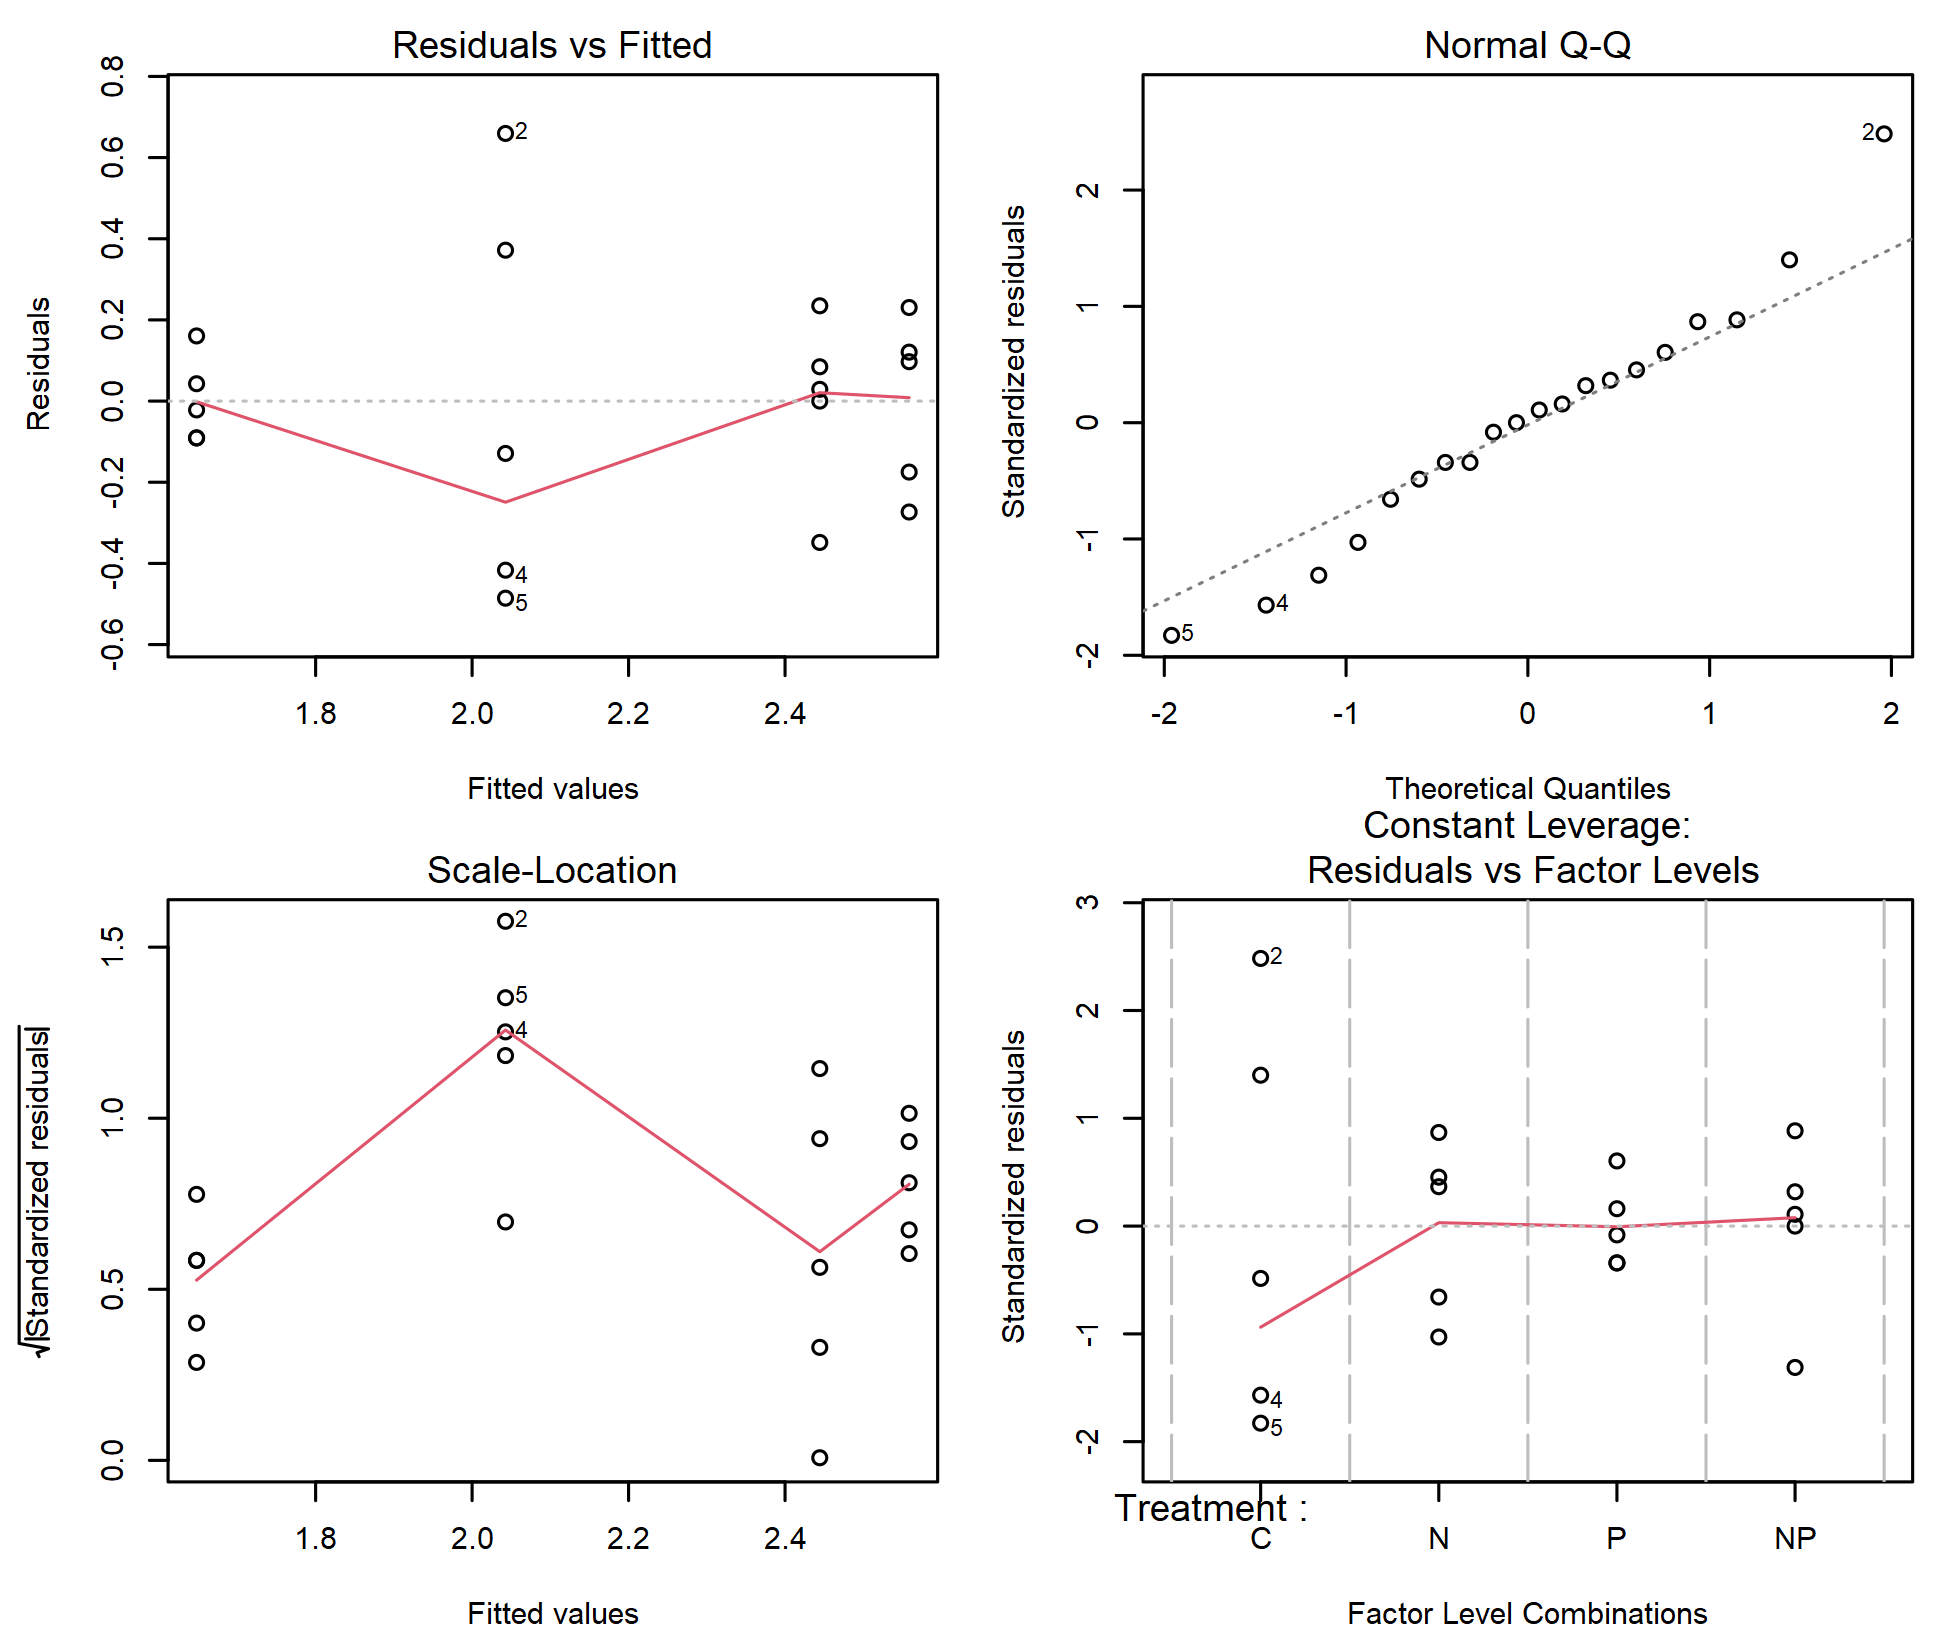 Residuals vs Fitted
Residuals
0.8
0.6
0.4
0.2
0.0
-0.2
-0.4
-0.6
2
4
5
1.8 2.0 2.2 2.4
Fitted values
Normal Q-Q
Standardized residuals
2
1
0
-1
-2
2
4
5
-2 -1 0 1 2
Theoretical Quantiles
Scale-Location
√|Standardized residuals|
1.5
1.0
0.5
0.0
2
5
4
1.8 2.0 2.2 2.4
Fitted values
Constant Leverage:
Residuals vs Factor Levels
Standardized residuals
3
2
1
0
-1
-2
2
4
5
Treatment :
C N P NP
Factor Level Combinations